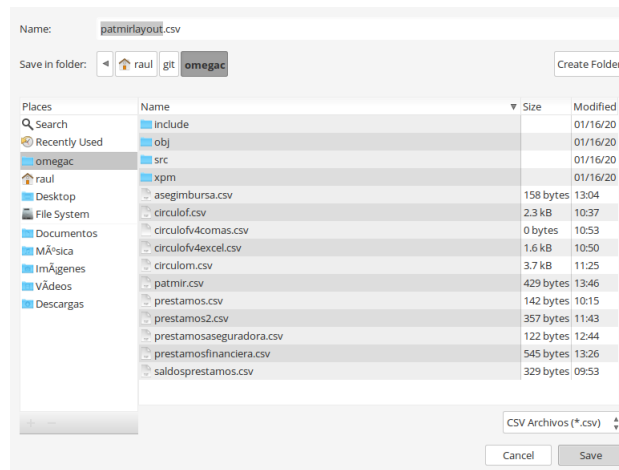 Name: patmirlayout.csv
Save in folder: raul git omegac Create Folder
Places Name Size Modified
Search include 01/16/20
Recently Used obj 01/16/20
omegac src 01/16/20
raul xpm 01/16/20
Desktop asegimbursa.csv 158 bytes 13:04
File System circulof.csv 2.3 kB 10:37
Documentos circulofv4comas.csv 0 bytes 10:53
MÃºsica circulofv4excel.csv 1.6 kB 10:50
ImÃ¡genes circulom.csv 3.7 kB 11:25
VÃ­deos patmir.csv 429 bytes 13:46
Descargas prestamos.csv 142 bytes 10:15
prestamos2.csv 357 bytes 11:43
prestamosaseguradora.csv 122 bytes 12:44
prestamosfinanciera.csv 545 bytes 13:26
saldosprestamos.csv 329 bytes 09:53
CSV Archivos (*.csv)
Cancel Save